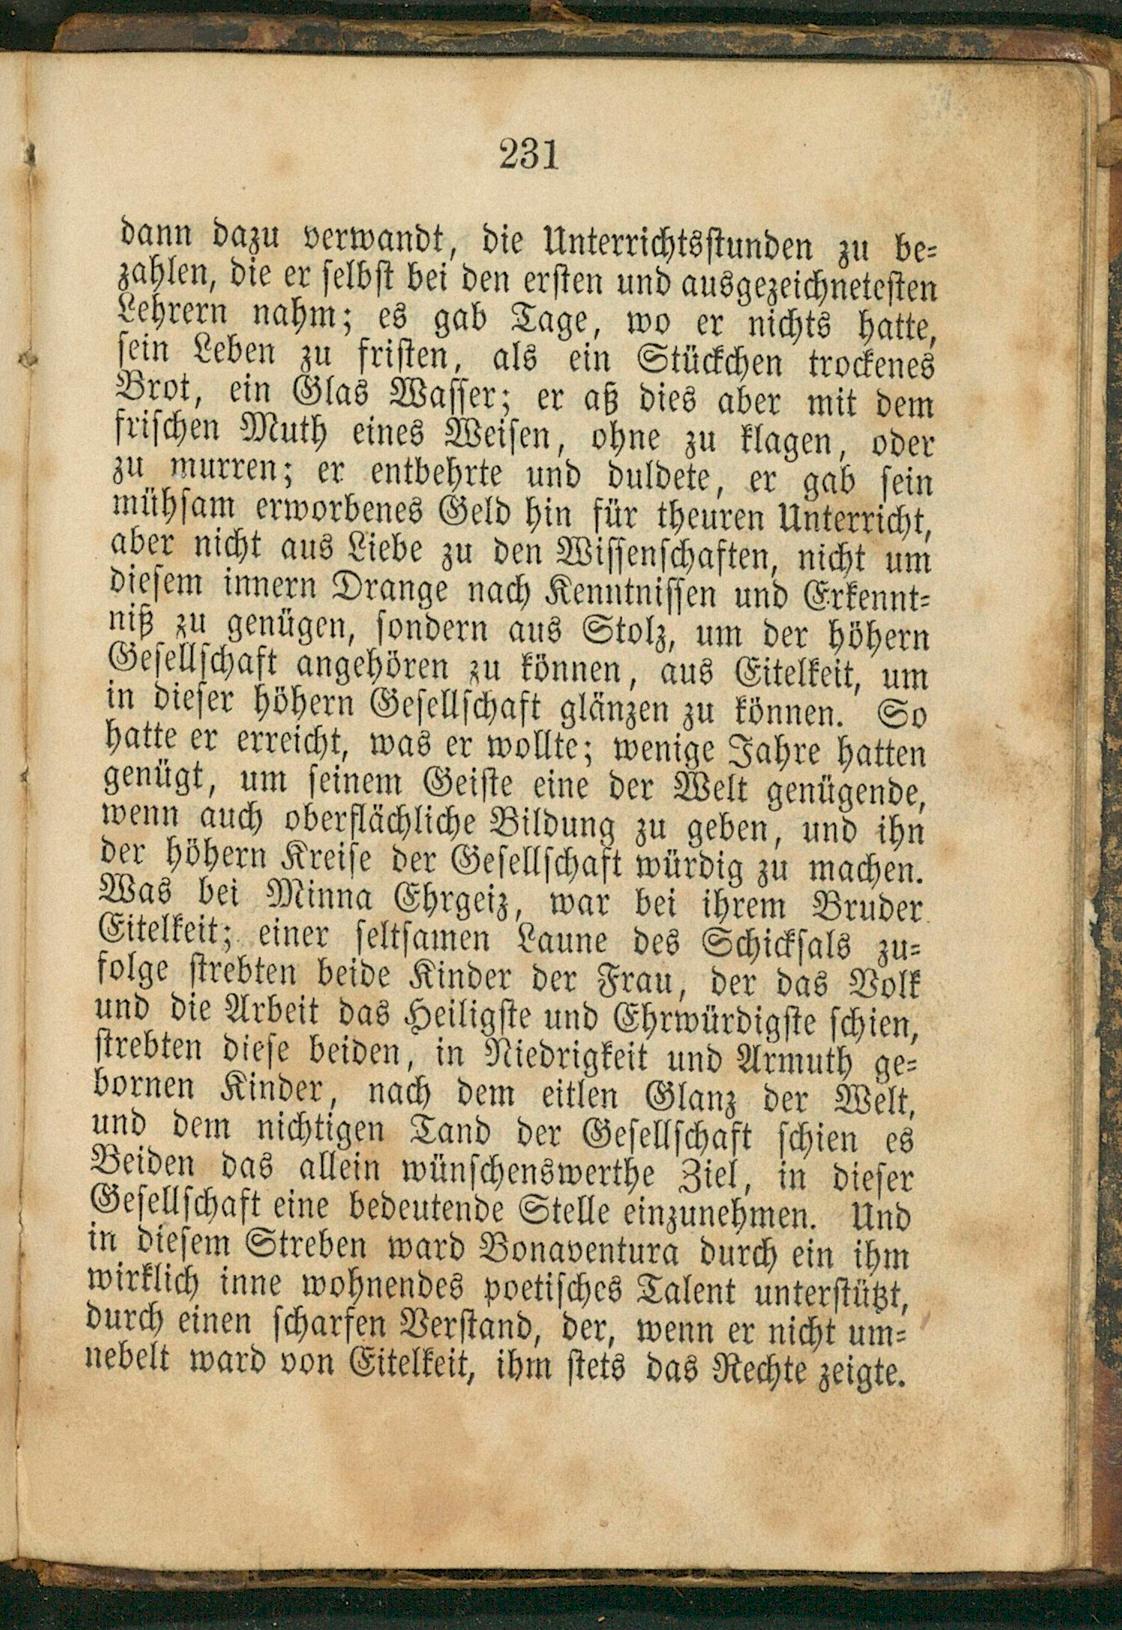 231
dann dazu verwandt, die Unterrichtsstunden zu be-
zahlen, die er selbst bei den ersten und ausgezeichnetesten
Lehrern nahm; es gab Tage, wo er nichts hatte,
sein Leben zu fristen, als ein Stückchen trockenes
Brot, ein Glas Wasser; er aß dies aber mit dem
frischen Muth eines Weisen, ohne zu klagen, oder
zu murren; er entbehrte und duldete, er gab sein
mühsam erworbenes Geld hin für theuren Unterricht,
aber nicht aus Liebe zu den Wissenschaften, nicht um
diesem innern Drange nach Kenntnissen und Erkennt-
niß zu genügen, sondern aus Stolz, um der höhern
Gesellschaft angehören zu können, aus Eitelkeit, um
in dieser höhern Gesellschaft glänzen zu können. So
hatte er erreicht, was er wollte; wenige Jahre hatten
genügt, um seinem Geiste eine der Welt genügende,
wenn auch oberflächliche Bildung zu geben, und ihn
der höhern Kreise der Gesellschaft würdig zu machen.
Was bei Minna Ehrgeiz, war bei ihrem Bruder
Eitelkeit; einer seltsamen Laune des Schicksals zu-
folge strebten beide Kinder der Frau, der das Volk
und die Arbeit das Heiligste und Ehrwürdigste schien,
strebten diese beiden, in Niedrigkeit und Armuth ge-
bornen Kinder, nach dem eitlen Glanz der Welt,
und dem nichtigen Tand der Gesellschaft schien es
Beiden das allein wünschenswerthe Ziel, in dieser
Gesellschaft eine bedeutende Stelle einzunehmen. Und
in diesem Streben ward Bonaventura durch ein ihm
wirklich inne wohnendes poetisches Talent unterstützt,
durch einen scharfen Verstand, der, wenn er nicht um-
nebelt ward von Eitelkeit, ihm stets das Rechte zeigte.